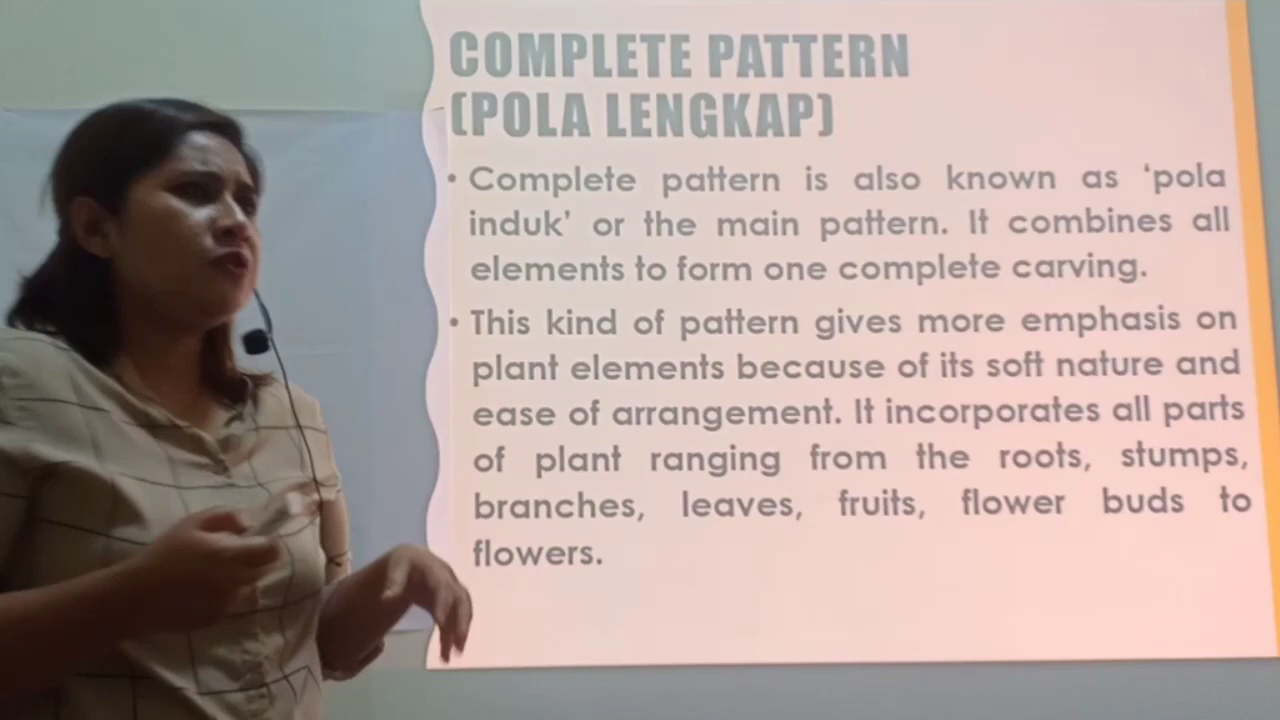 COMPLETE PATTERN
(POLA LENGKAP)
• Complete pattern is also known as ‘pola
induk’ or the main pattern. It combines all
elements to form one complete carving.
• This kind of pattern gives more emphasis on
plant elements because of its soft nature and
ease of arrangement. It incorporates all parts
of plant ranging from the roots, stumps,
branches, leaves, fruits, flower buds to
flowers.